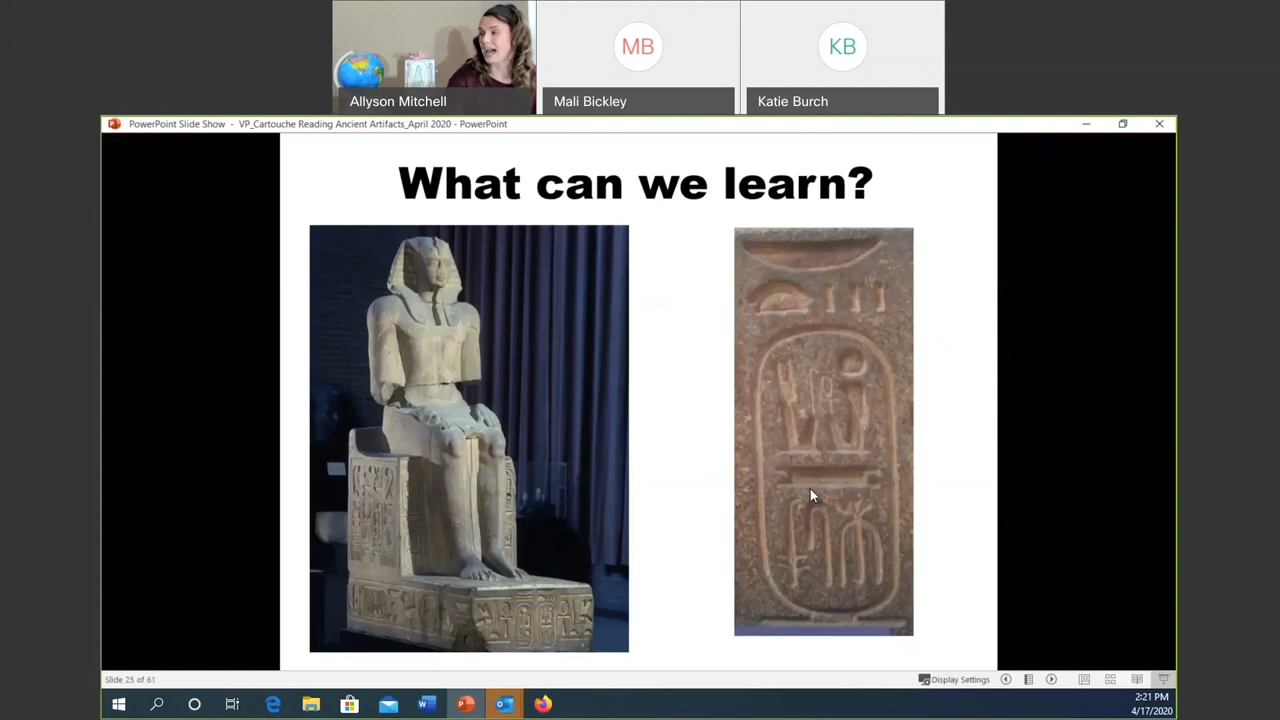 MB
KB
Allyson Mitchell
Mali Bickley
Katie Burch
PowerPoint Slide Show - VP_Cartouche Reading Ancient Artifacts_April 2020 - PowerPoint
What can we learn?
Slide 25 of 61
Display Settings
2:21 PM
4/17/2020